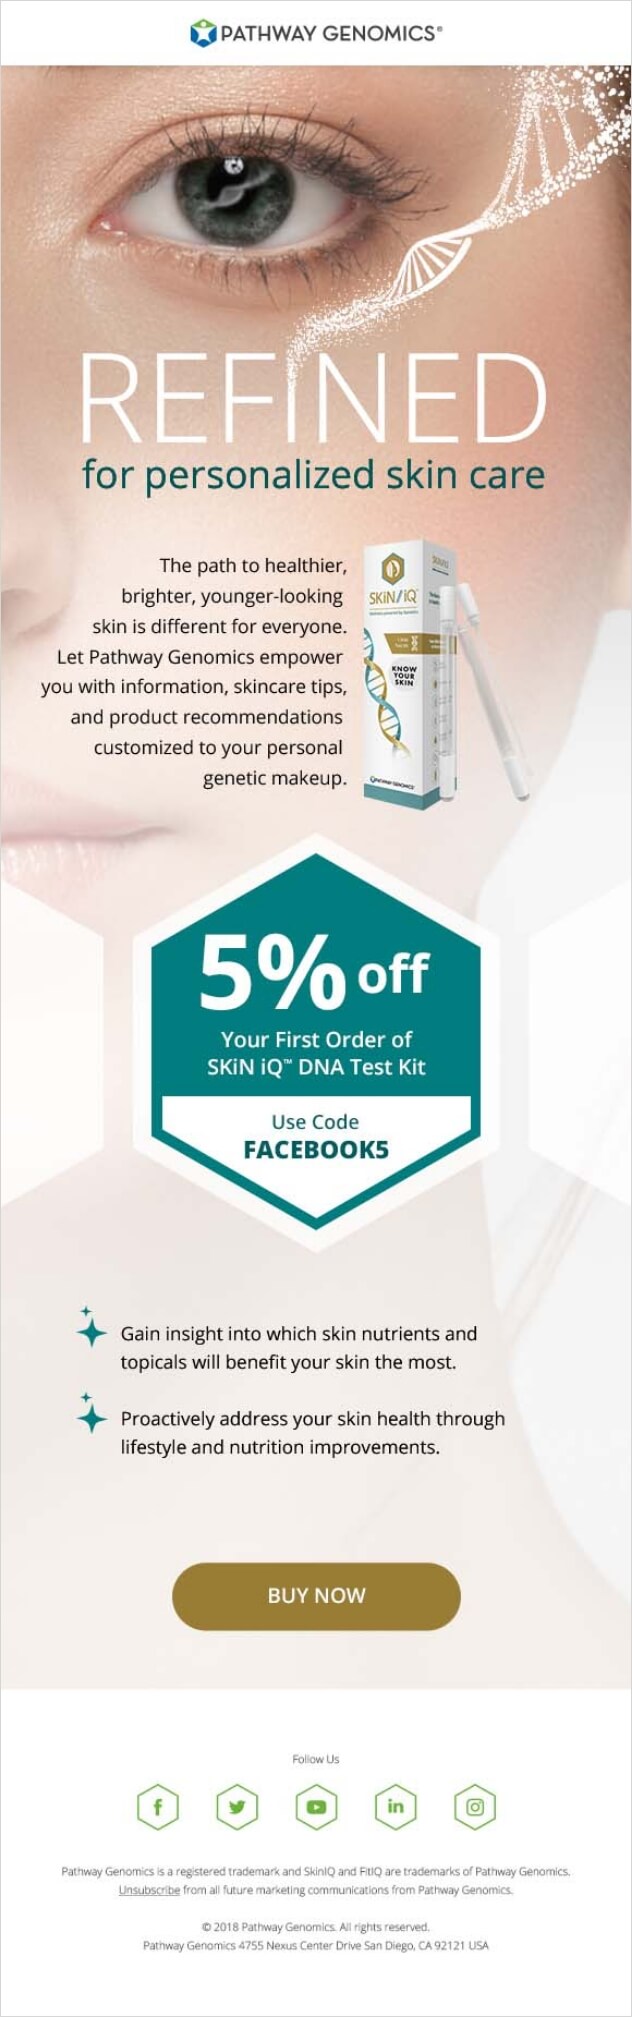 PATHWAY GENOMICS®
REFINED
for personalized skin care
The path to healthier,
brighter, younger-looking
skin is different for everyone.
Let Pathway Genomics empower
you with information, skincare tips,
and product recommendations
customized to your personal
genetic makeup.
SKiN/iQ
KNOW
YOUR
SKIN
PATHWAY GENOMICS
5% off
Your First Order of
SKiN iQ™ DNA Test Kit
Use Code
FACEBOOK5
Gain insight into which skin nutrients and
topicals will benefit your skin the most.
Proactively address your skin health through
lifestyle and nutrition improvements.
BUY NOW
Follow Us
Pathway Genomics is a registered trademark and SkinIQ and FitIQ are trademarks of Pathway Genomics.
Unsubscribe from all future marketing communications from Pathway Genomics.
© 2018 Pathway Genomics. All rights reserved.
Pathway Genomics 4755 Nexus Center Drive San Diego, CA 92121 USA